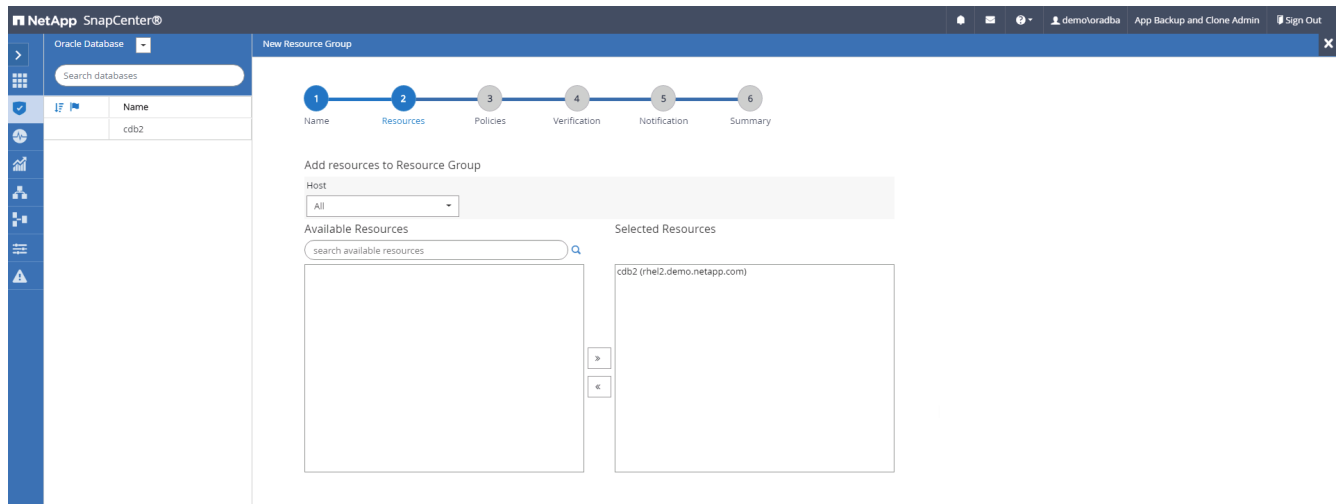 NetApp SnapCenter®
demo\oradba App Backup and Clone Admin Sign Out
Oracle Database
New Resource Group
Search databases
Name
cdb2
1 2 3 4 5 6
Name Resources Policies Verification Notification Summary
Add resources to Resource Group
Host
All
Available Resources Selected Resources
search available resources
cdb2 (rhel2.demo.netapp.com)